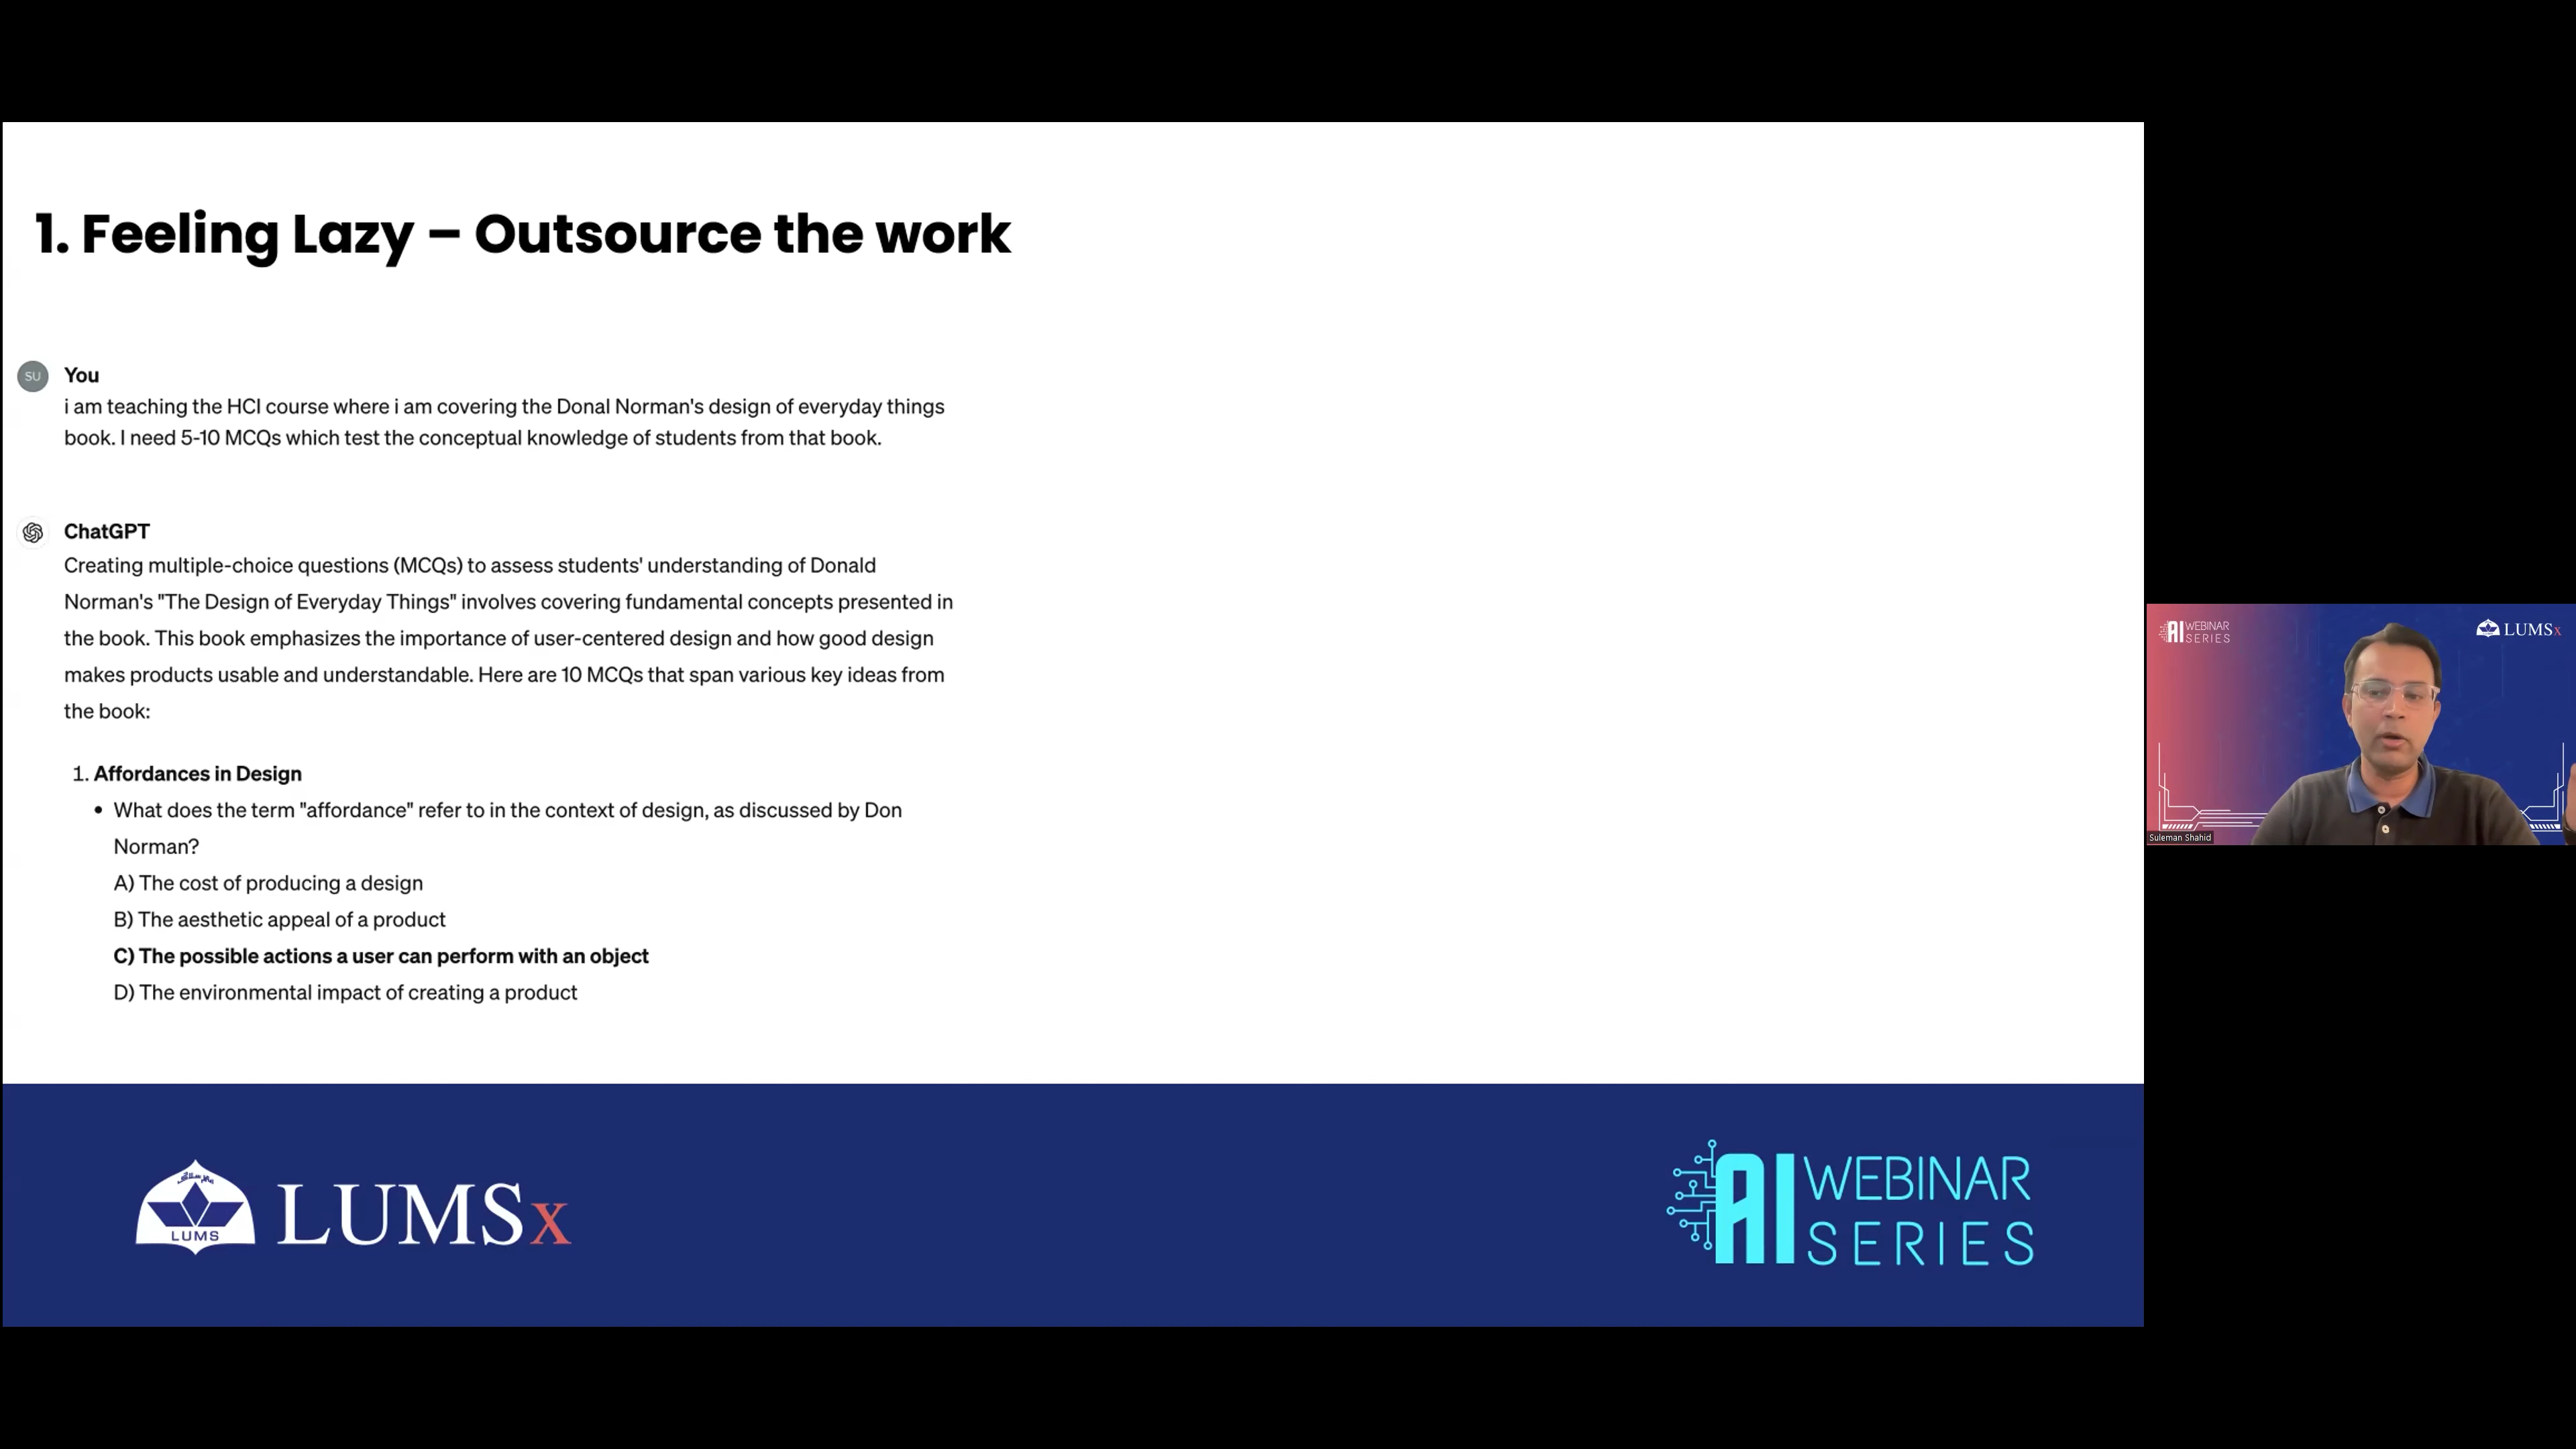 1. Feeling Lazy – Outsource the work
SU
You
i am teaching the HCI course where i am covering the Donal Norman's design of everyday things
book. I need 5-10 MCQs which test the conceptual knowledge of students from that book.
ChatGPT
Creating multiple-choice questions (MCQs) to assess students' understanding of Donald
Norman's "The Design of Everyday Things" involves covering fundamental concepts presented in
the book. This book emphasizes the importance of user-centered design and how good design
makes products usable and understandable. Here are 10 MCQs that span various key ideas from
the book:
1. Affordances in Design
• What does the term "affordance" refer to in the context of design, as discussed by Don
Norman?
A) The cost of producing a design
B) The aesthetic appeal of a product
C) The possible actions a user can perform with an object
D) The environmental impact of creating a product
LUMS
LUMSx
AI WEBINAR
SERIES
AI WEBINAR
SERIES
LUMSx
Suleman Shahid